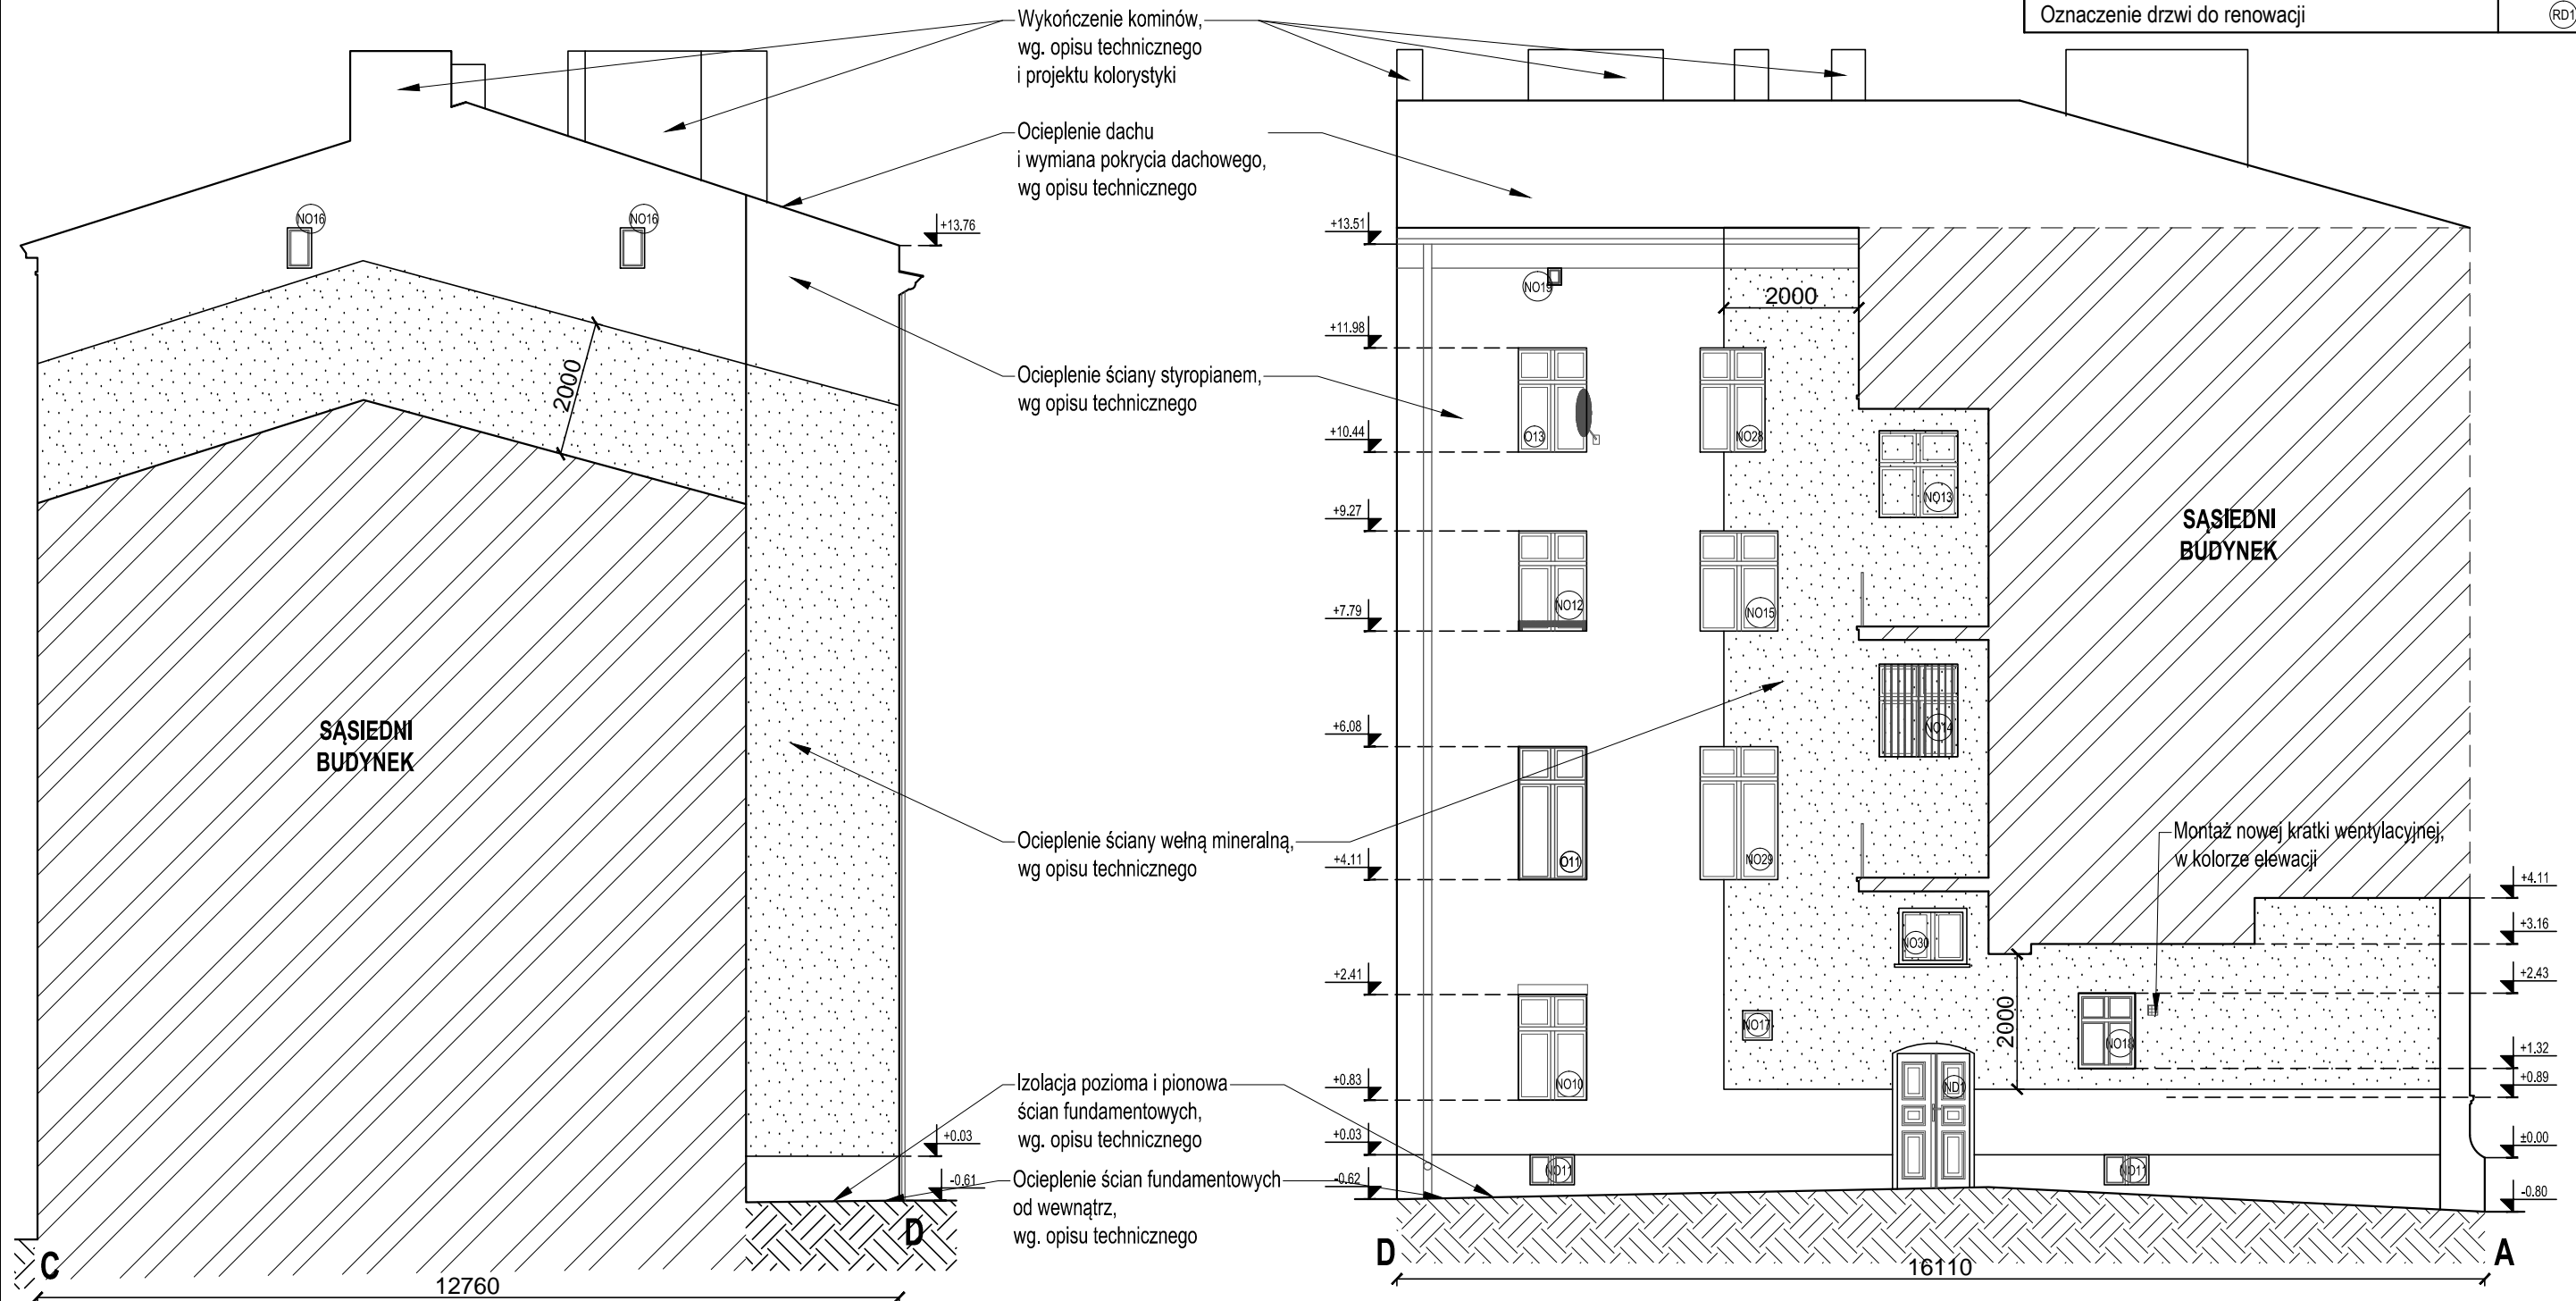 Oznaczenie drzwi do renowacji
RD1
Wykończenie kominów,
wg. opisu technicznego
i projektu kolorystyki
Ocieplenie dachu
i wymiana pokrycia dachowego,
wg opisu technicznego
Ocieplenie ściany styropianem,
wg opisu technicznego
Ocieplenie ściany wełną mineralną,
wg opisu technicznego
Izolacja pozioma i pionowa
ścian fundamentowych,
wg. opisu technicznego
Ocieplenie ścian fundamentowych
od wewnątrz,
wg. opisu technicznego
NO16
NO16
+13.76
2000
SĄSIEDNI
BUDYNEK
+0.03
-0.61
C
D
12760
+13.51
+11.98
+10.44
+9.27
+7.79
+6.08
+4.11
+2.41
+0.83
+0.03
-0.62
NO19
2000
O13
NO28
NO13
NO12
NO15
NO14
O11
NO29
NO30
NO10
NO17
NO18
ND1
NO11
NO11
2000
SĄSIEDNI
BUDYNEK
Montaż nowej kratki wentylacyjnej,
w kolorze elewacji
+4.11
+3.16
+2.43
+1.32
+0.89
±0.00
-0.80
D
A
16110